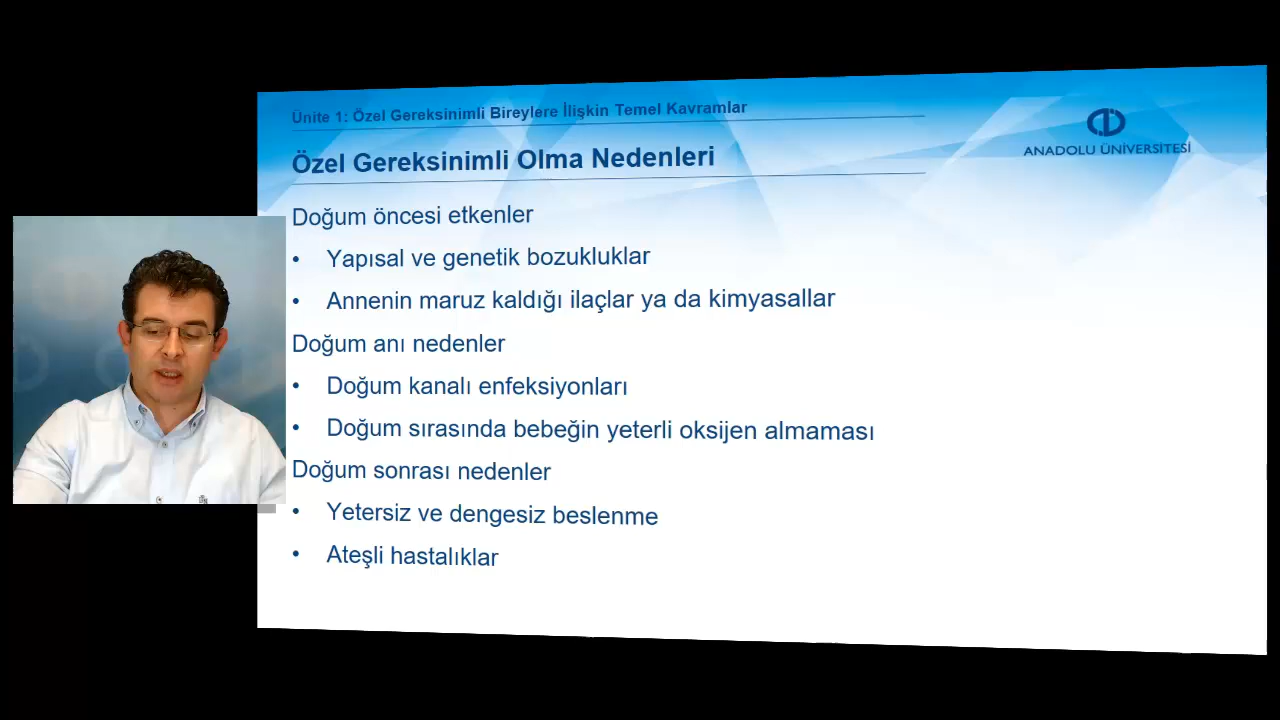 Ünite 1: Özel Gereksinimli Bireylere İlişkin Temel Kavramlar
ANADOLU ÜNİVERSİTESİ
Özel Gereksinimli Olma Nedenleri
Doğum öncesi etkenler
• Yapısal ve genetik bozukluklar
• Annenin maruz kaldığı ilaçlar ya da kimyasallar
Doğum anı nedenler
• Doğum kanalı enfeksiyonları
• Doğum sırasında bebeğin yeterli oksijen almaması
Doğum sonrası nedenler
• Yetersiz ve dengesiz beslenme
• Ateşli hastalıklar